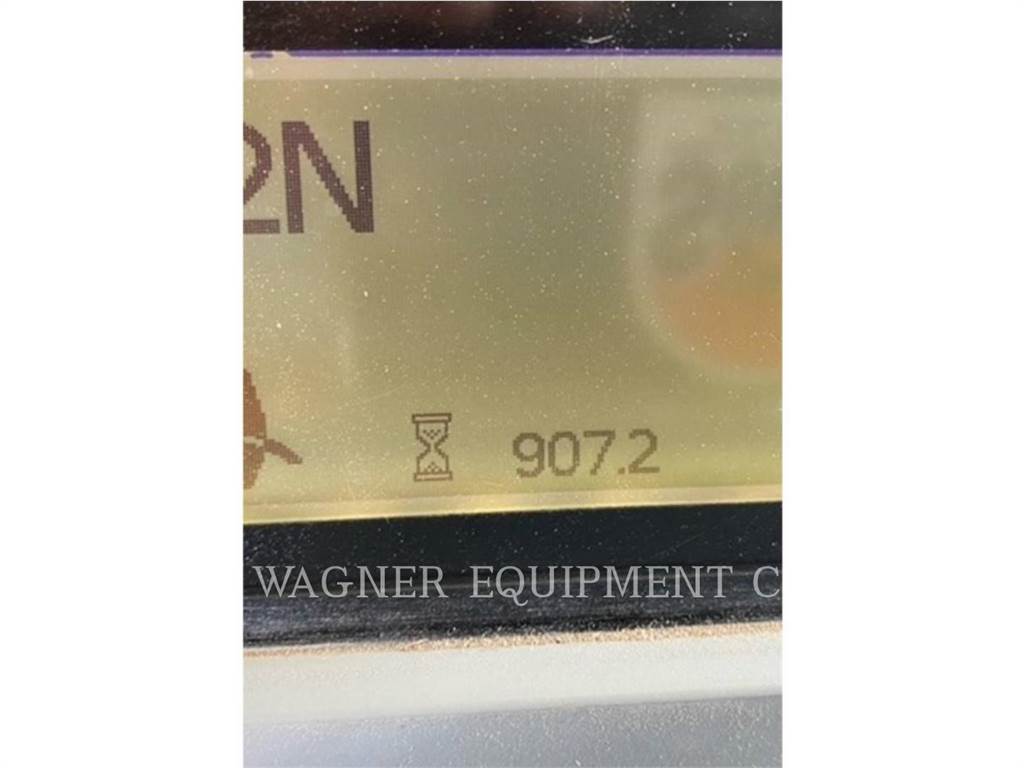 2N
907.2
WAGNER EQUIPMENT C